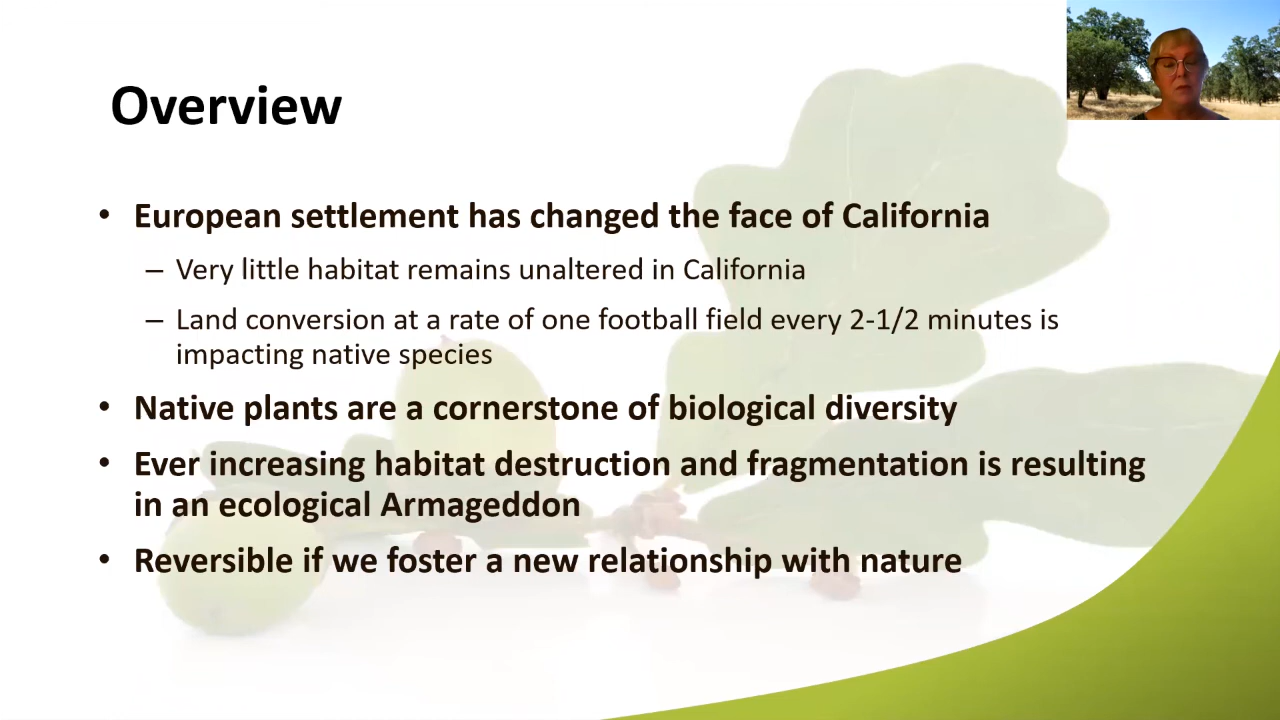 Overview
• European settlement has changed the face of California
– Very little habitat remains unaltered in California
– Land conversion at a rate of one football field every 2-1/2 minutes is
impacting native species
• Native plants are a cornerstone of biological diversity
• Ever increasing habitat destruction and fragmentation is resulting
in an ecological Armageddon
• Reversible if we foster a new relationship with nature